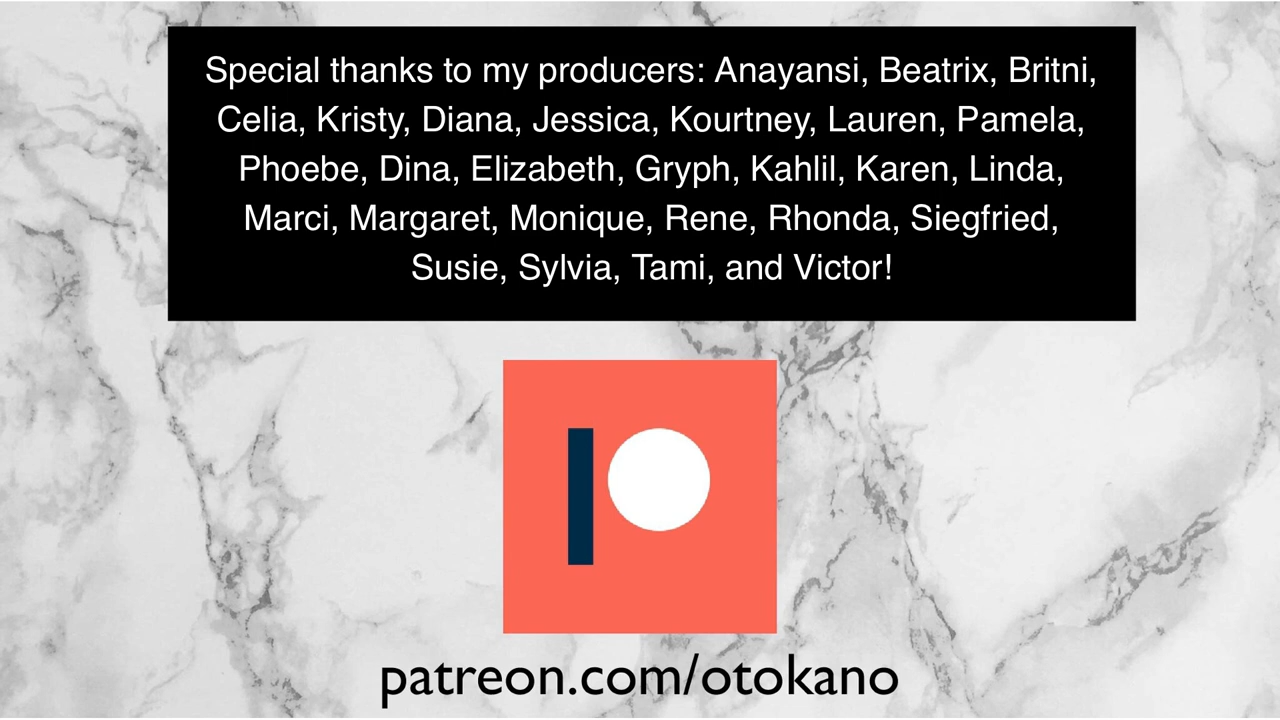 Special thanks to my producers: Anayansi, Beatrix, Britni,
Celia, Kristy, Diana, Jessica, Kourtney, Lauren, Pamela,
Phoebe, Dina, Elizabeth, Gryph, Kahlil, Karen, Linda,
Marci, Margaret, Monique, Rene, Rhonda, Siegfried,
Susie, Sylvia, Tami, and Victor!
patreon.com/otokano